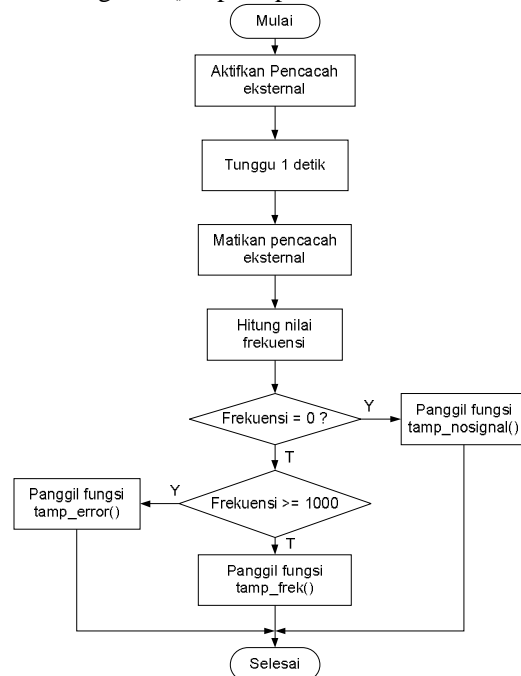 Mulai
Aktifkan Pencacah
eksternal
Tunggu 1 detik
Matikan pencacah
eksternal
Hitung nilai
frekuensi
Frekuensi = 0 ?
Y
Panggil fungsi
tamp_nosignal()
T
Frekuensi >= 1000
Y
Panggil fungsi
tamp_error()
T
Panggil fungsi
tamp_frek()
Selesai